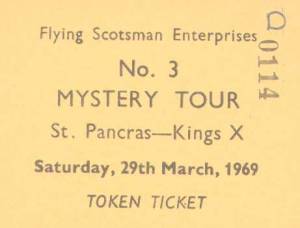 Flying Scotsman Enterprises
No. 3
MYSTERY TOUR
St. Pancras—Kings X
Saturday, 29th March, 1969
TOKEN TICKET
0114